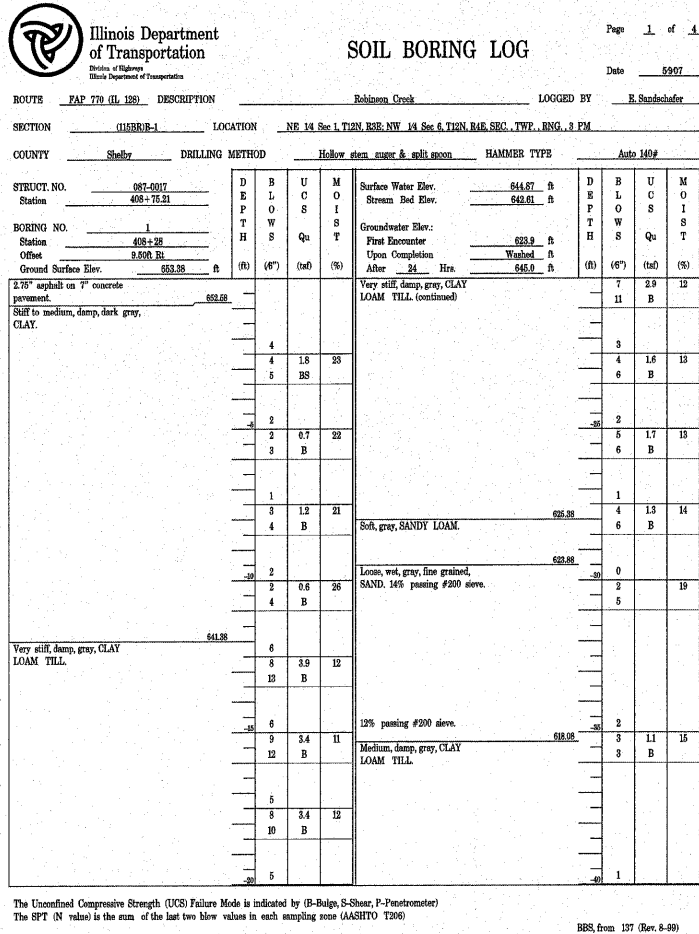 Illinois Department
of Transportation
Division of Highways
Illinois Department of Transportation
SOIL BORING LOG
Page 1 of 4
Date 5-9-07
ROUTE FAP 770 (IL 128) DESCRIPTION Robinson Creek LOGGED BY E. Sandschafer
SECTION (115BR)B-1 LOCATION NE 1/4 Sec 1, T12N, R3E; NW 1/4 Sec 6, T12N, R4E, SEC. , TWP. , RNG. , 3 PM
COUNTY Shelby DRILLING METHOD Hollow stem auger & split spoon HAMMER TYPE Auto 140#
STRUCT. NO. 087-0017
Station 408+75.21
BORING NO. 1
Station 408+28
Offset 9.50ft Rt
Ground Surface Elev. 653.38 ft
DEPTH (ft) BLOWS (/6") UCS Qu (tsf) MOIST (%)
Surface Water Elev. 644.87 ft
Stream Bed Elev. 642.61 ft
Groundwater Elev.:
First Encounter 623.9 ft
Upon Completion Washed ft
After 24 Hrs. 645.0 ft
DEPTH (ft) BLOWS (/6") UCS Qu (tsf) MOIST (%)
2.75" asphalt on 7" concrete
pavement. 652.58
Stiff to medium, damp, dark gray,
CLAY.
4
4 1.8 23
5 BS
-5 2
2 0.7 22
3 B
1
3 1.2 21
4 B
-10 2
2 0.6 26
4 B
641.38
Very stiff, damp, gray, CLAY
LOAM TILL.
6
8 3.9 12
13 B
-15 6
9 3.4 11
12 B
5
8 3.4 12
10 B
-20 5
Very stiff, damp, gray, CLAY
LOAM TILL. (continued)
7 2.9 12
11 B
3
4 1.6 13
6 B
-25 2
5 1.7 13
6 B
1
625.38
4 1.3 14
Soft, gray, SANDY LOAM.
6 B
623.88
Loose, wet, gray, fine grained,
SAND. 14% passing #200 sieve.
-30 0
2 19
5
12% passing #200 sieve.
-35 2
618.08
3 1.1 15
Medium, damp, gray, CLAY
LOAM TILL.
3 B
-40 1
The Unconfined Compressive Strength (UCS) Failure Mode is indicated by (B-Bulge, S-Shear, P-Penetrometer)
The SPT (N value) is the sum of the last two blow values in each sampling zone (AASHTO T206)
BBS, from 137 (Rev. 8-99)